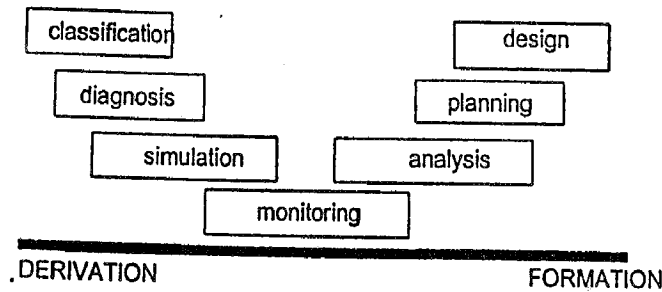 classification
design
diagnosis
planning
simulation
analysis
monitoring
DERIVATION
FORMATION